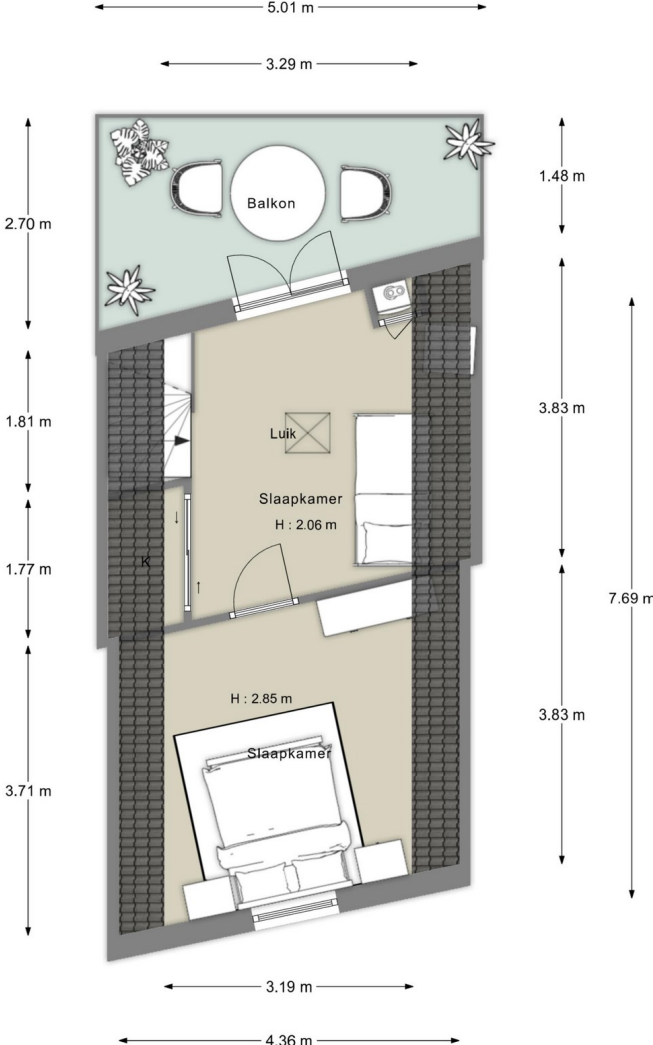 5.01 m
3.29 m
2.70 m
1.48 m
Balkon
1.81 m
3.83 m
Luik
Slaapkamer
H : 2.06 m
K
1.77 m
7.69 m
H : 2.85 m
3.83 m
Slaapkamer
3.71 m
3.19 m
4.36 m